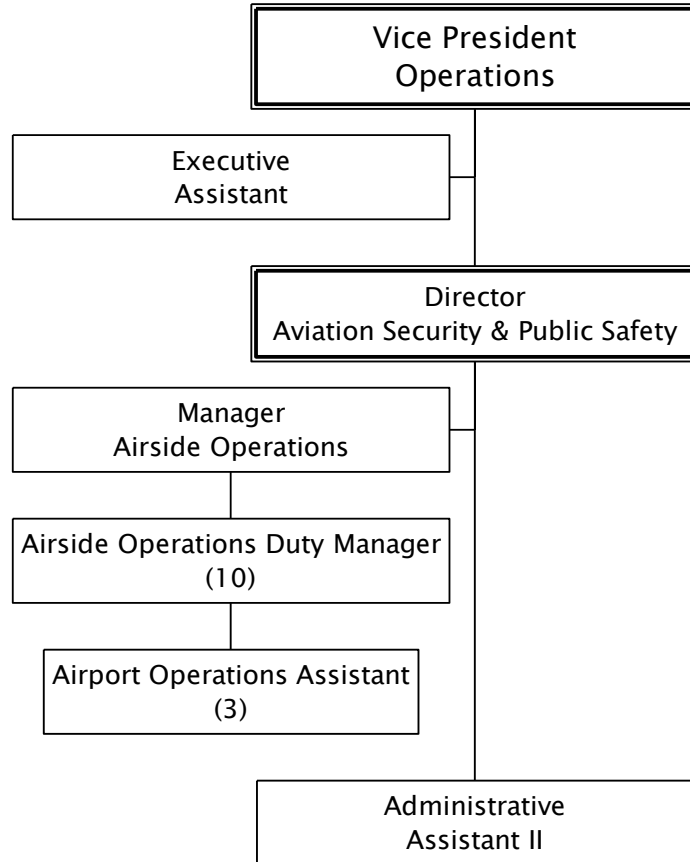 Vice President
Operations
Executive
Assistant
Director
Aviation Security & Public Safety
Manager
Airside Operations
Airside Operations Duty Manager
(10)
Airport Operations Assistant
(3)
Administrative
Assistant II